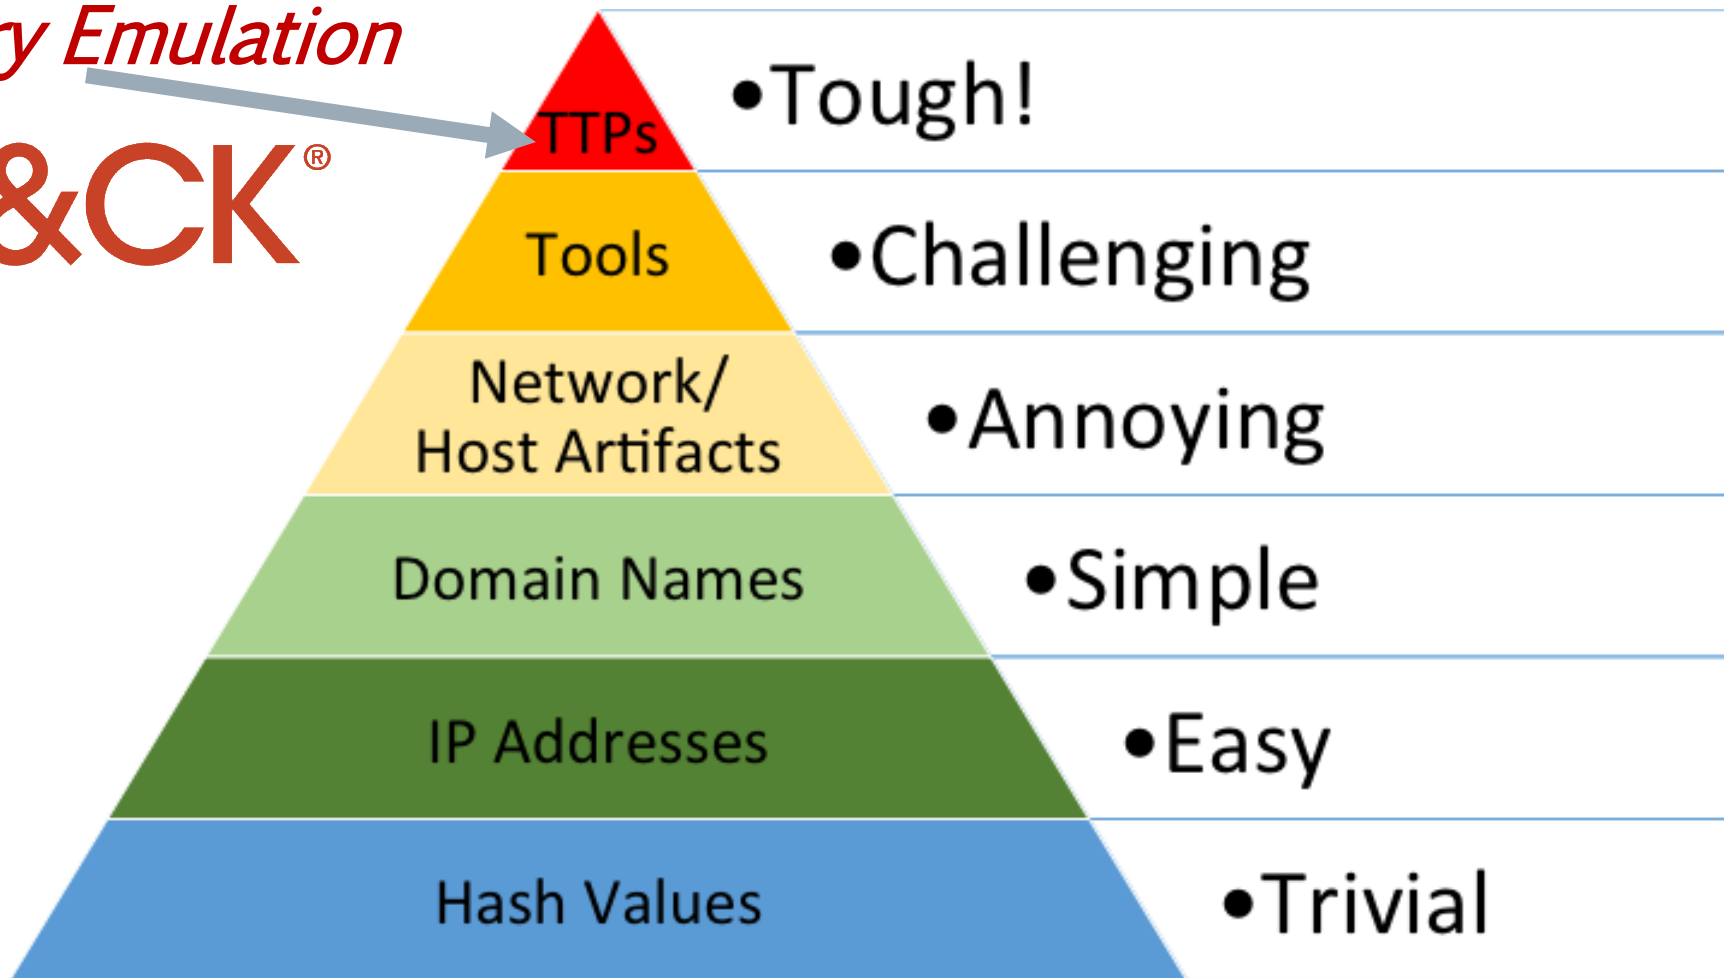 ry Emulation
&CK®
TTPs
•Tough!
Tools
•Challenging
Network/
Host Artifacts
•Annoying
Domain Names
•Simple
IP Addresses
•Easy
Hash Values
•Trivial